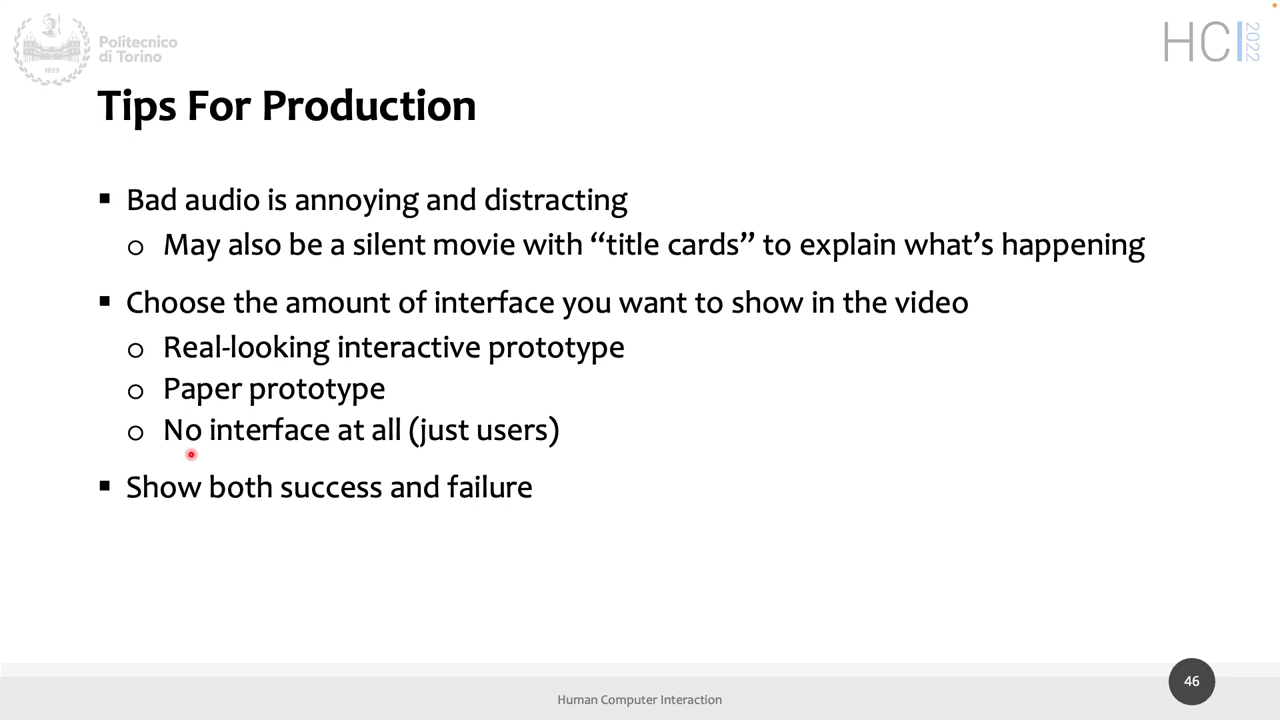 Politecnico
di Torino
1859
HCI 2022
Tips For Production
▪ Bad audio is annoying and distracting
o May also be a silent movie with “title cards” to explain what’s happening
▪ Choose the amount of interface you want to show in the video
o Real-looking interactive prototype
o Paper prototype
o No interface at all (just users)
▪ Show both success and failure
Human Computer Interaction
46